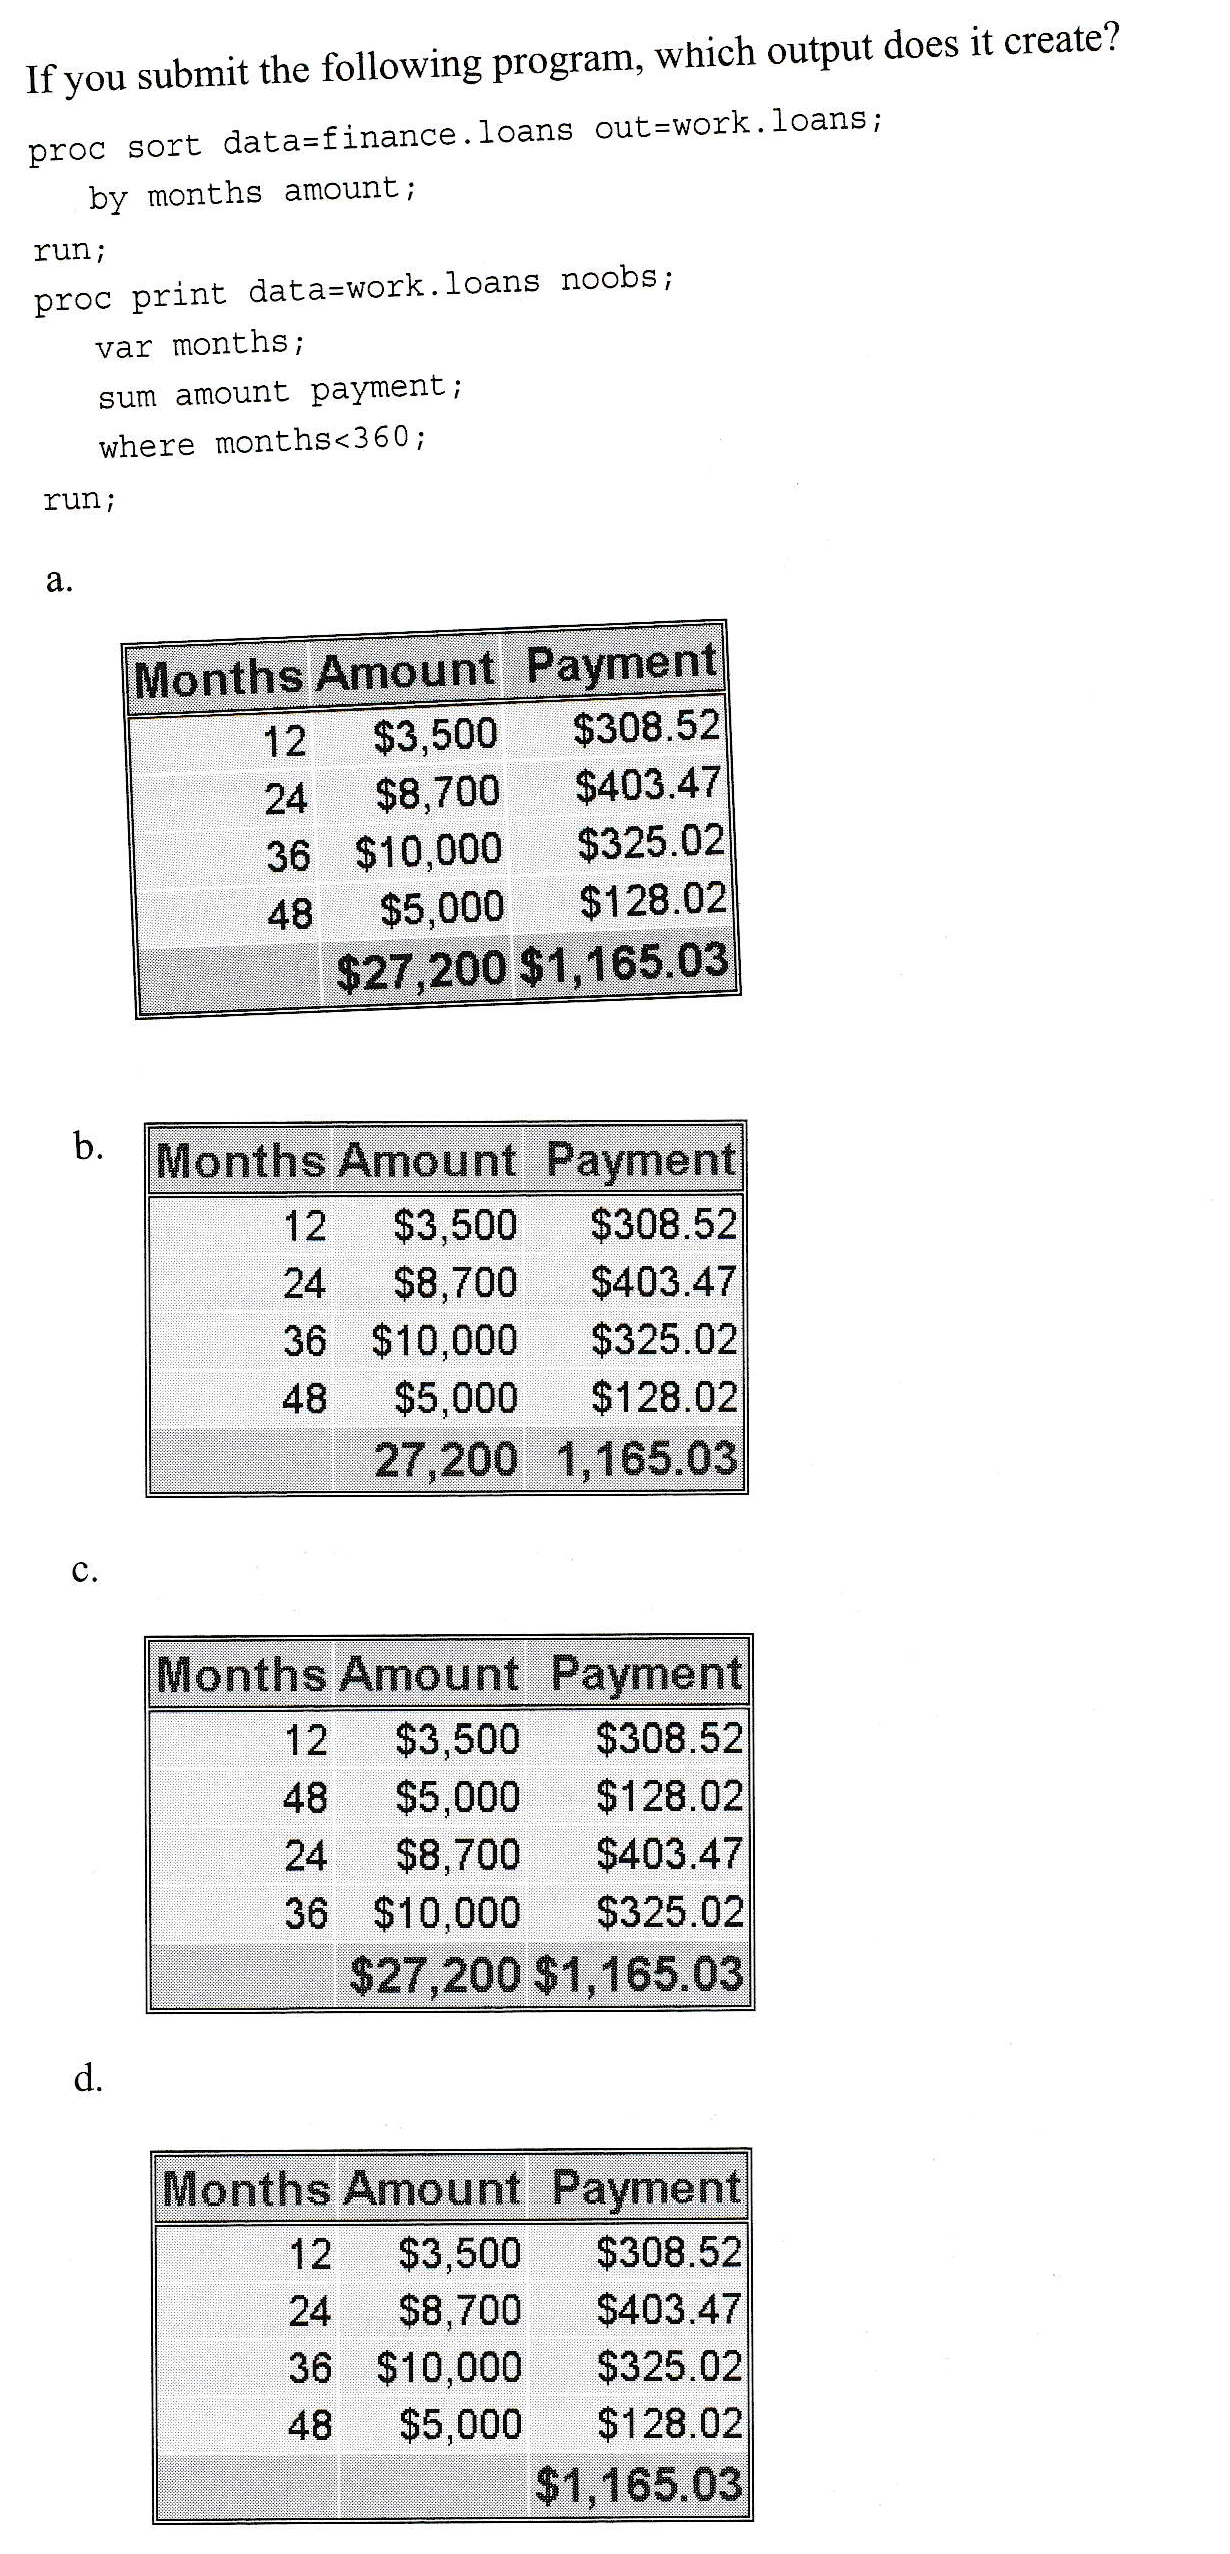 If you submit the following program, which output does it create?
proc sort data=finance.loans out=work.loans;
by months amount;
run;
proc print data=work.loans noobs;
var months;
sum amount payment;
where months<360;
run;
a.
Months Amount Payment
12 $3,500 $308.52
24 $8,700 $403.47
36 $10,000 $325.02
48 $5,000 $128.02
$27,200 $1,165.03
b.
Months Amount Payment
12 $3,500 $308.52
24 $8,700 $403.47
36 $10,000 $325.02
48 $5,000 $128.02
27,200 1,165.03
c.
Months Amount Payment
12 $3,500 $308.52
48 $5,000 $128.02
24 $8,700 $403.47
36 $10,000 $325.02
$27,200 $1,165.03
d.
Months Amount Payment
12 $3,500 $308.52
24 $8,700 $403.47
36 $10,000 $325.02
48 $5,000 $128.02
$1,165.03